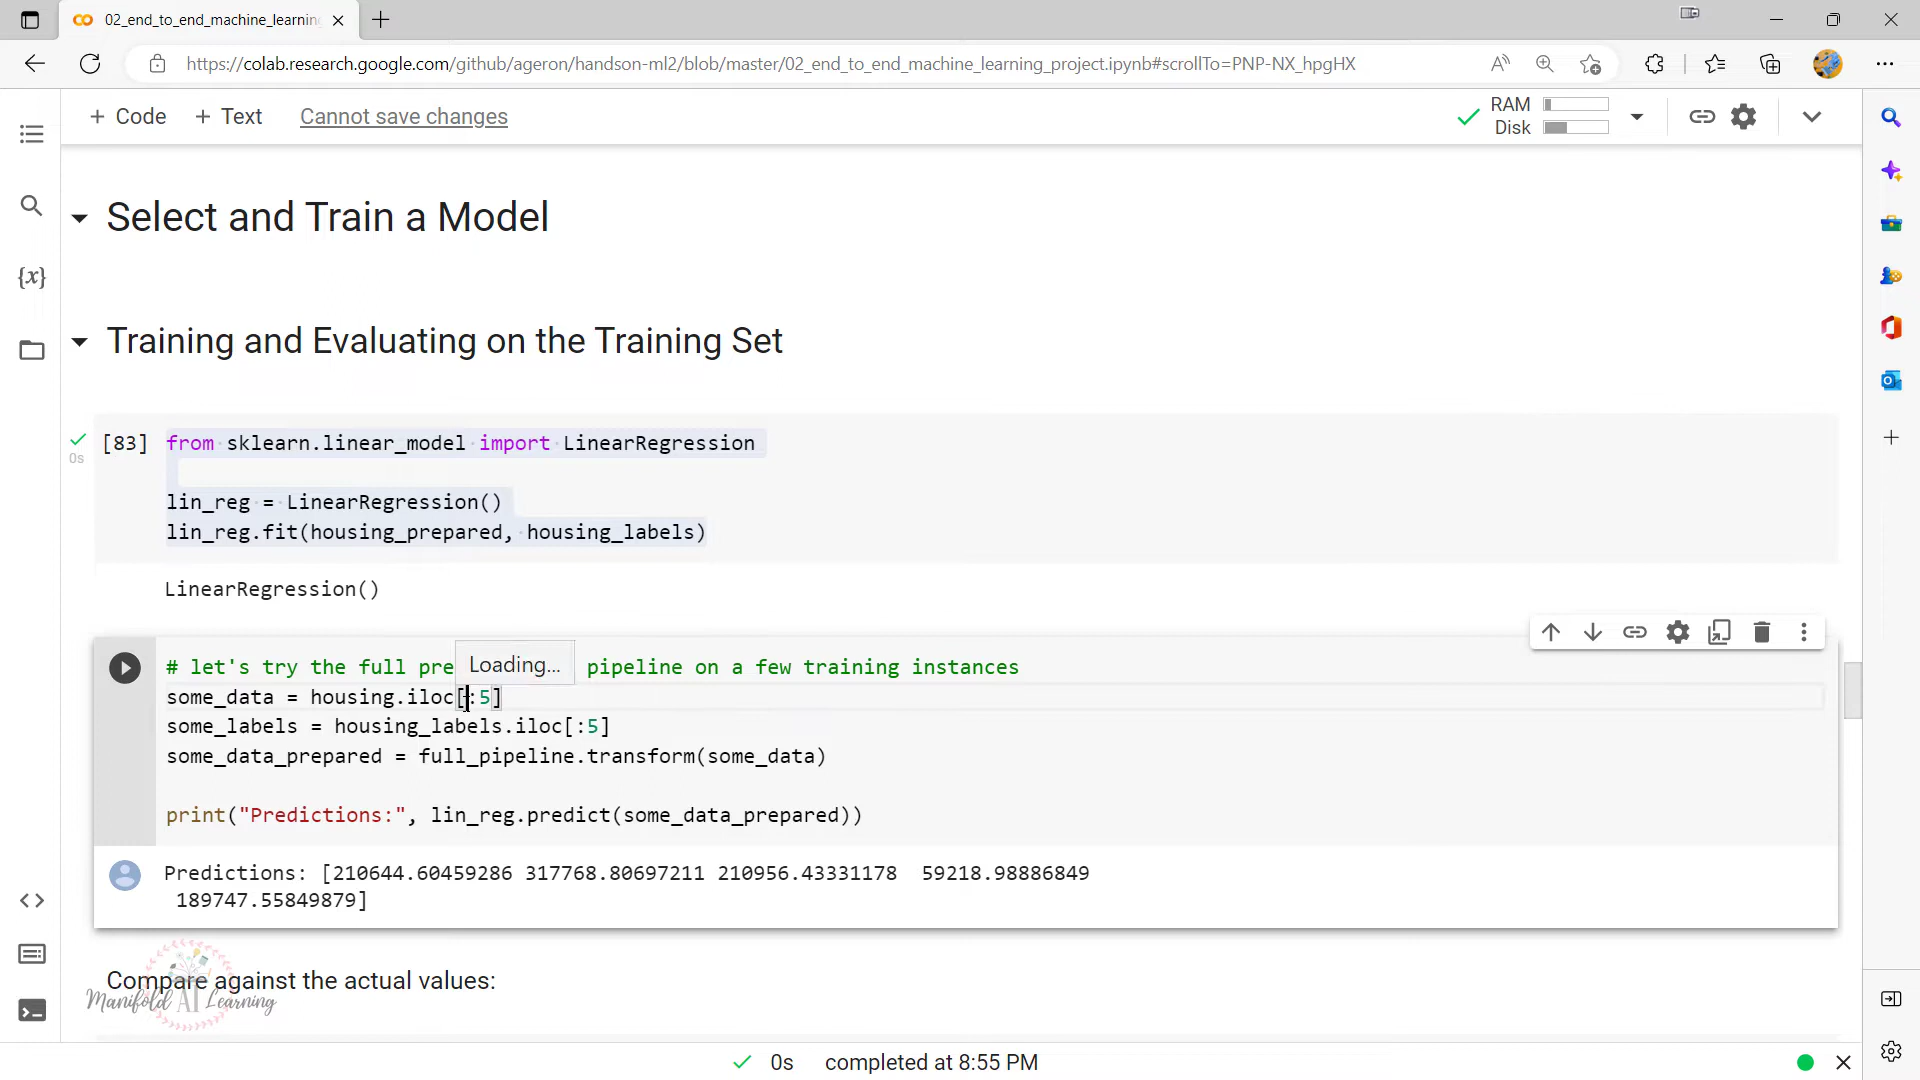 02_end_to_end_machine_learning
https://colab.research.google.com/github/ageron/handson-ml2/blob/master/02_end_to_end_machine_learning_project.ipynb#scrollTo=PNP-NX_hpgHX
+ Code + Text Cannot save changes
RAM
Disk
Select and Train a Model
Training and Evaluating on the Training Set
[83] from sklearn.linear_model import LinearRegression
0s
lin_reg = LinearRegression()
lin_reg.fit(housing_prepared, housing_labels)
LinearRegression()
# let's try the full pre Loading... pipeline on a few training instances
some_data = housing.iloc[:5]
some_labels = housing_labels.iloc[:5]
some_data_prepared = full_pipeline.transform(some_data)
print("Predictions:", lin_reg.predict(some_data_prepared))
Predictions: [210644.60459286 317768.80697211 210956.43331178 59218.98886849
189747.55849879]
Compare against the actual values:
Manifold AI Learning
0s completed at 8:55 PM